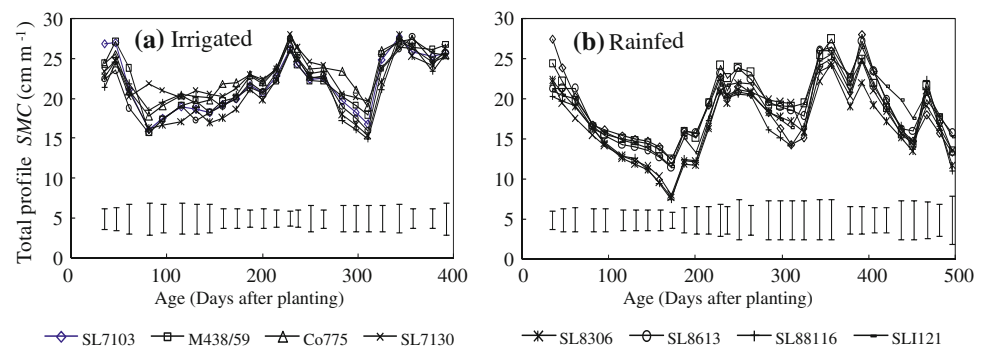 Total profile SMC (cm m⁻¹)
30
25
20
15
10
5
0
(a) Irrigated
0 100 200 300 400
Age (Days after planting)
30
25
20
15
10
5
0
(b) Rainfed
0 100 200 300 400 500
Age (Days after planting)
SL7103 M438/59 Co775 SL7130 SL8306 SL8613 SL88116 SLI121